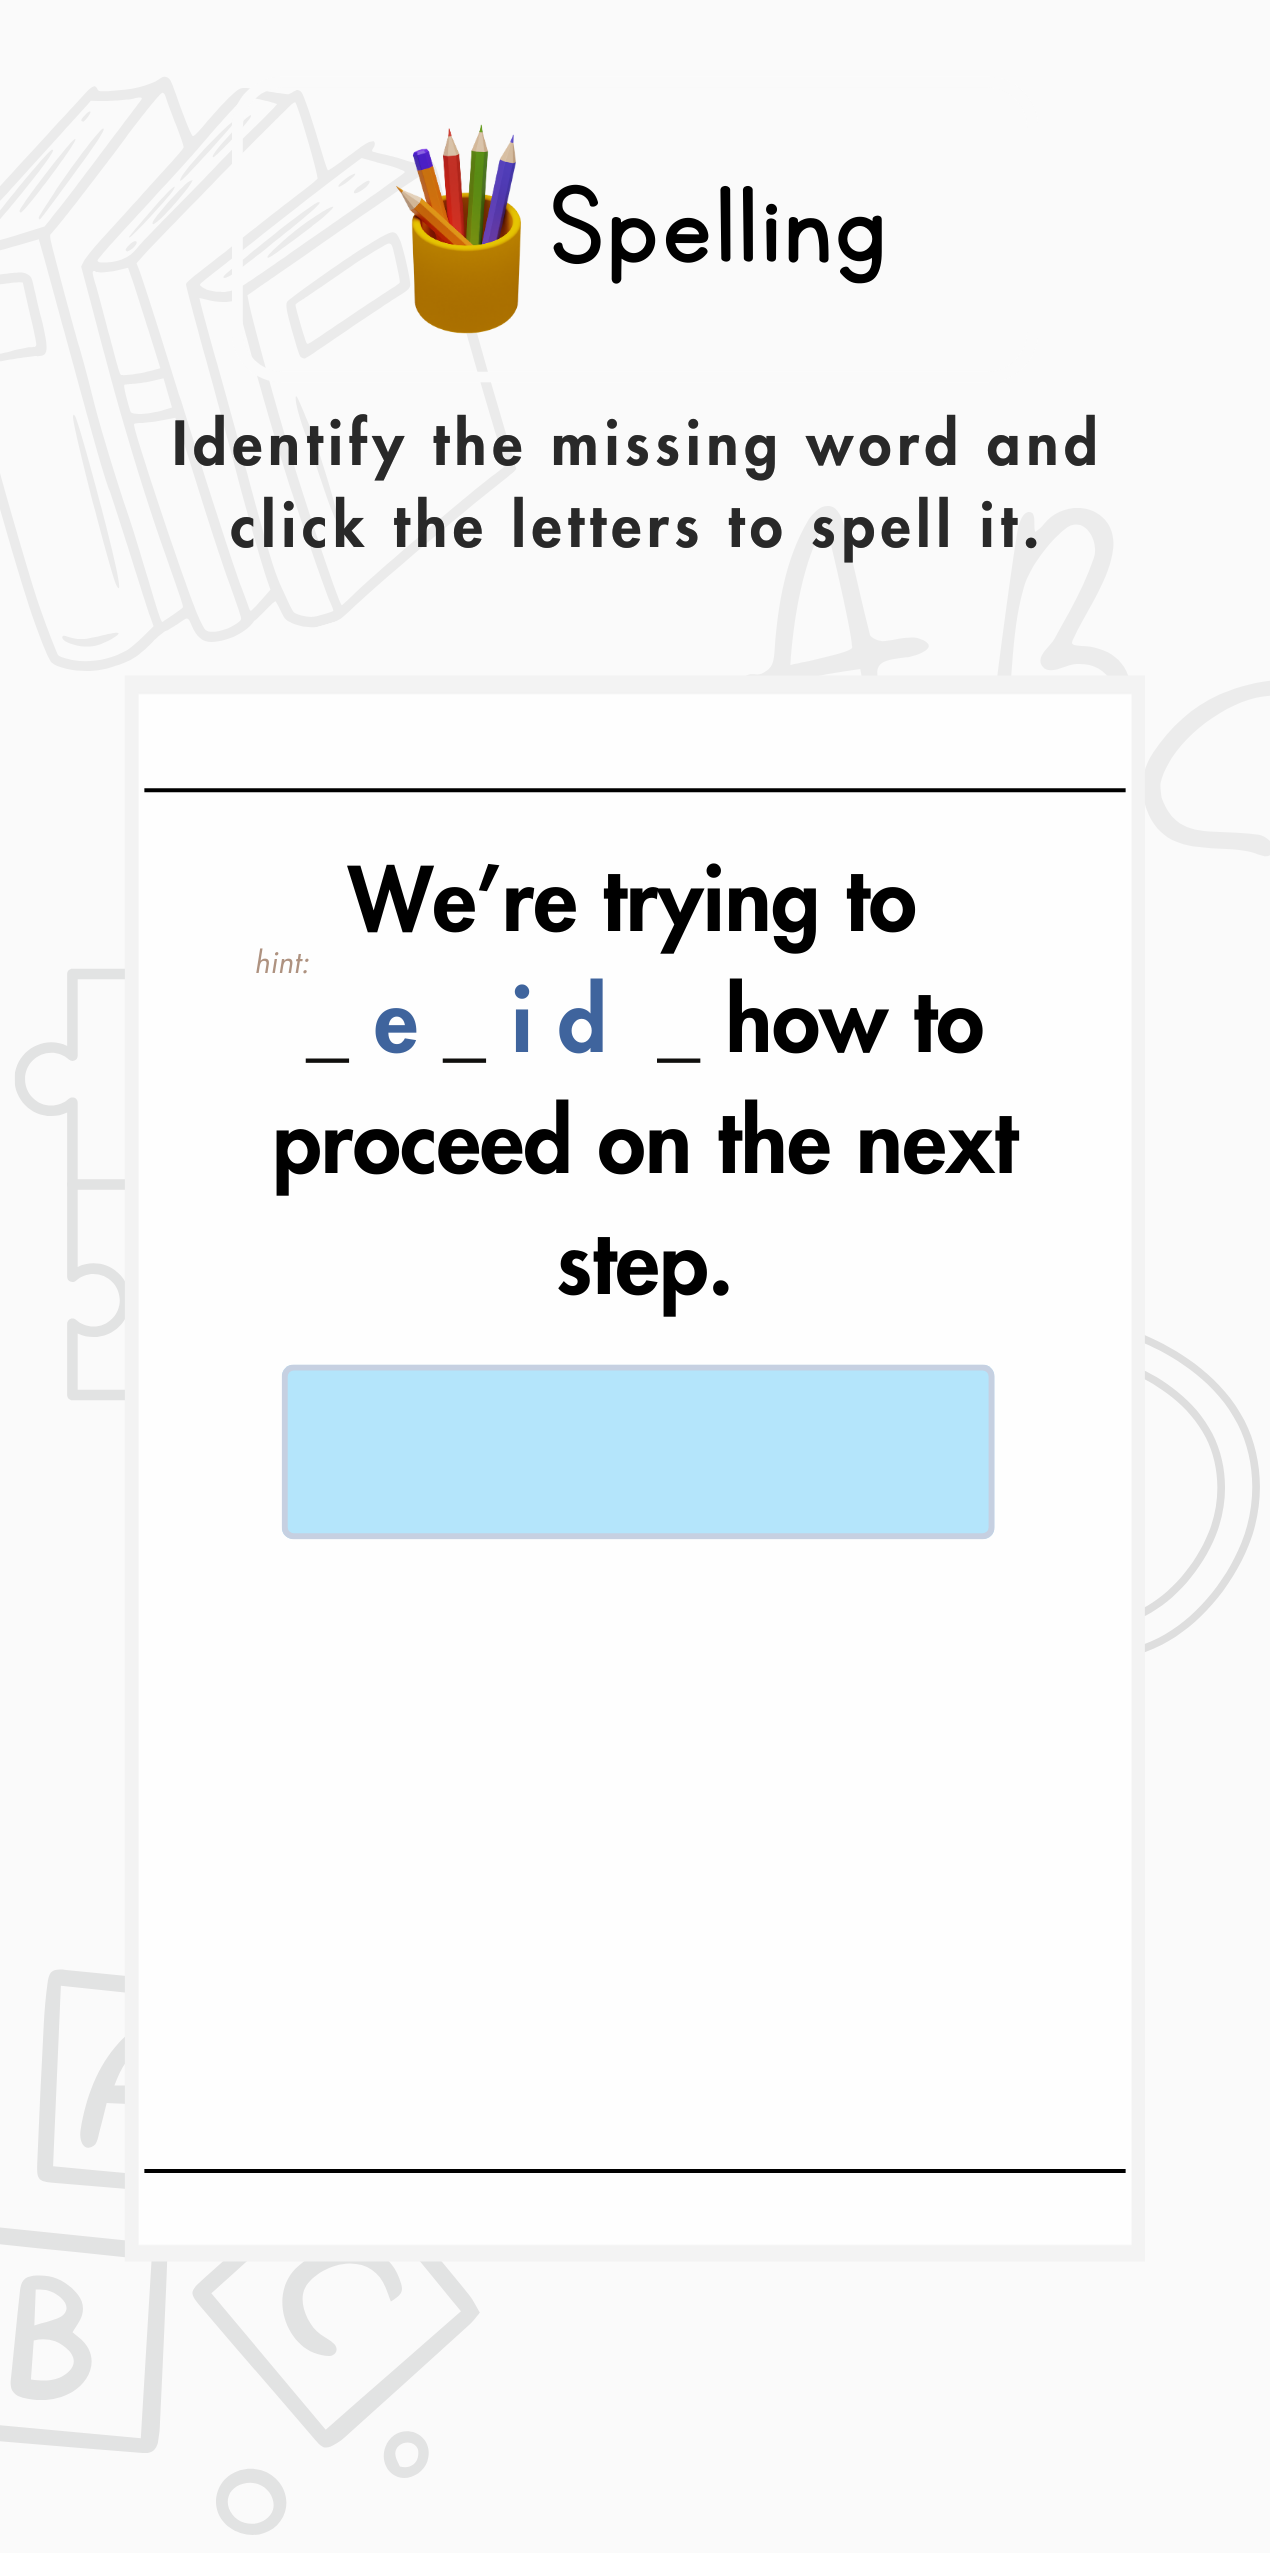 Spelling
Identify the missing word and
click the letters to spell it.
A B
We’re trying to
hint:
_ e _ i d _ how to
proceed on the next
step.
A
B
C